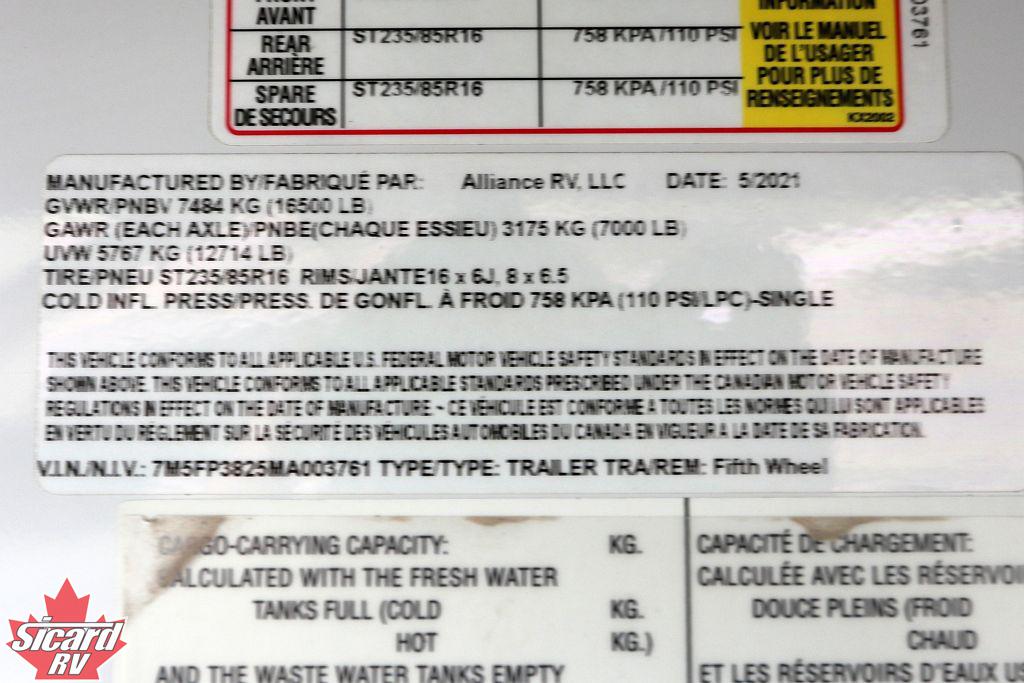 AVANT
INFORMATION
03761
REAR
ARRIÈRE
ST235/85R16
758 KPA/110 PSI
VOIR LE MANUEL
DE L'USAGER
POUR PLUS DE
RENSEIGNEMENTS
SPARE
DE SECOURS
ST235/85R16
758 KPA/110 PSI
KX2002
MANUFACTURED BY/FABRIQUÉ PAR: Alliance RV, LLC DATE: 5/2021
GVWR/PNBV 7484 KG (16500 LB)
GAWR (EACH AXLE)/PNBE(CHAQUE ESSIEU) 3175 KG (7000 LB)
UVW 5767 KG (12714 LB)
TIRE/PNEU ST235/85R16 RIMS/JANTE16 x 6J, 8 x 6.5
COLD INFL. PRESS/PRESS. DE GONFL. À FROID 758 KPA (110 PSI/LPC)-SINGLE
THIS VEHICLE CONFORMS TO ALL APPLICABLE U.S. FEDERAL MOTOR VEHICLE SAFETY STANDARDS IN EFFECT ON THE DATE OF MANUFACTURE
SHOWN ABOVE. THIS VEHICLE CONFORMS TO ALL APPLICABLE STANDARDS PRESCRIBED UNDER THE CANADIAN MOTOR VEHICLE SAFETY
REGULATIONS IN EFFECT ON THE DATE OF MANUFACTURE. ~ CE VÉHICULE EST CONFORME A TOUTES LES NORMES QUI LUI SONT APPLICABLES
EN VERTU DU RÈGLEMENT SUR LA SÉCURITÉ DES VÉHICULES AUTOMOBILES DU CANADA EN VIGUEUR A LA DATE DE SA FABRICATION.
V.I.N./N.I.V.: 7M5FP3825MA003761 TYPE/TYPE: TRAILER TRA/REM: Fifth Wheel
CARGO-CARRYING CAPACITY: KG.
CALCULATED WITH THE FRESH WATER
TANKS FULL (COLD KG.
HOT KG.)
AND THE WASTE WATER TANKS EMPTY
CAPACITÉ DE CHARGEMENT:
CALCULÉE AVEC LES RÉSERVOI
DOUCE PLEINS (FROID
CHAUD
ET LES RÉSERVOIRS D'EAUX US
Sicard
RV